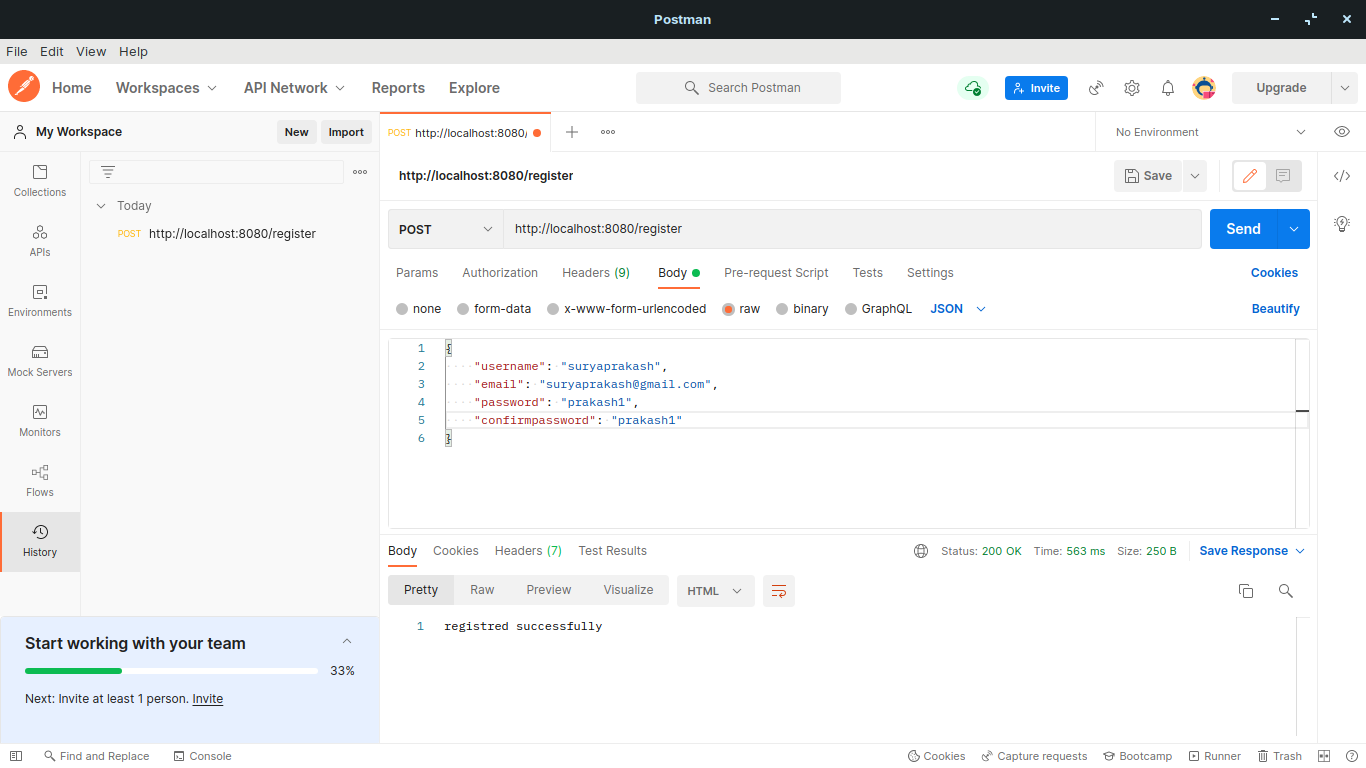 Postman
File Edit View Help
Home Workspaces API Network Reports Explore Search Postman Invite Upgrade
My Workspace New Import POST http://localhost:8080/ No Environment
Collections
APIs
Environments
Mock Servers
Monitors
Flows
History
Today
POST http://localhost:8080/register
http://localhost:8080/register Save
POST http://localhost:8080/register Send
Params Authorization Headers (9) Body Pre-request Script Tests Settings Cookies
none form-data x-www-form-urlencoded raw binary GraphQL JSON Beautify
1 {
2 "username": "suryaprakash",
3 "email": "suryaprakash@gmail.com",
4 "password": "prakash1",
5 "confirmpassword": "prakash1"
6 }
Body Cookies Headers (7) Test Results Status: 200 OK Time: 563 ms Size: 250 B Save Response
Pretty Raw Preview Visualize HTML
1 registred successfully
Start working with your team
33%
Next: Invite at least 1 person. Invite
Find and Replace Console Cookies Capture requests Bootcamp Runner Trash